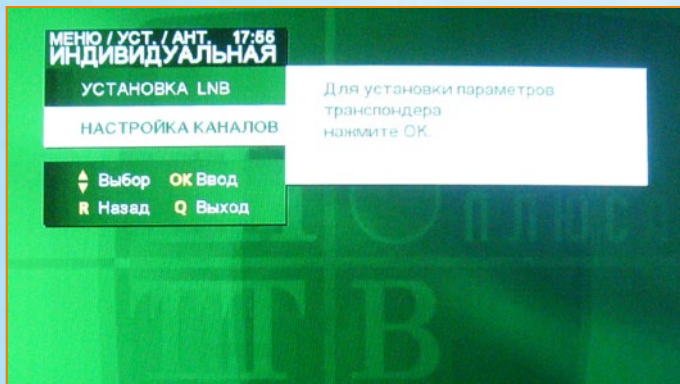 МЕНЮ / УСТ. / АНТ. 17:55
ИНДИВИДУАЛЬНАЯ
УСТАНОВКА LNB
НАСТРОЙКА КАНАЛОВ
Для установки параметров
транспондера
нажмите ОК.
Выбор ОК Ввод
R Назад Q Выход
ПЛЮС
НТВ